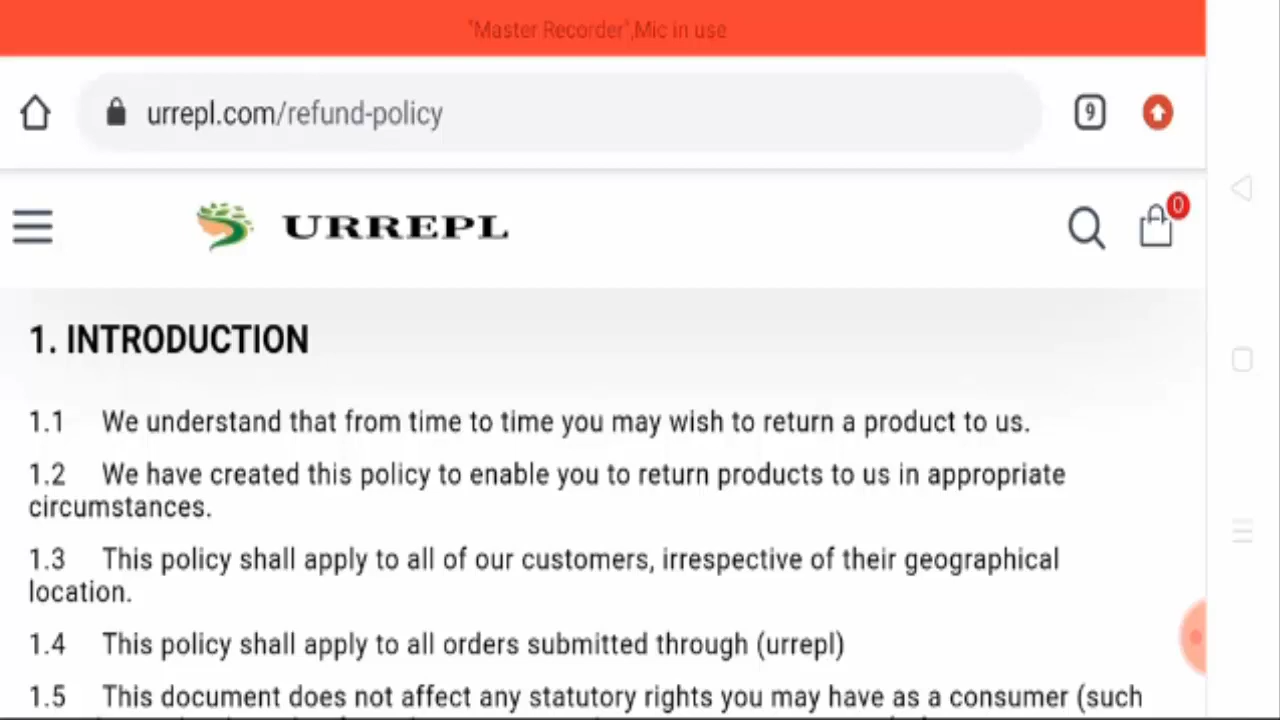 "Master Recorder",Mic in use
urrepl.com/refund-policy
9
URREPL
0
1. INTRODUCTION
1.1 We understand that from time to time you may wish to return a product to us.
1.2 We have created this policy to enable you to return products to us in appropriate
circumstances.
1.3 This policy shall apply to all of our customers, irrespective of their geographical
location.
1.4 This policy shall apply to all orders submitted through (urrepl)
1.5 This document does not affect any statutory rights you may have as a consumer (such